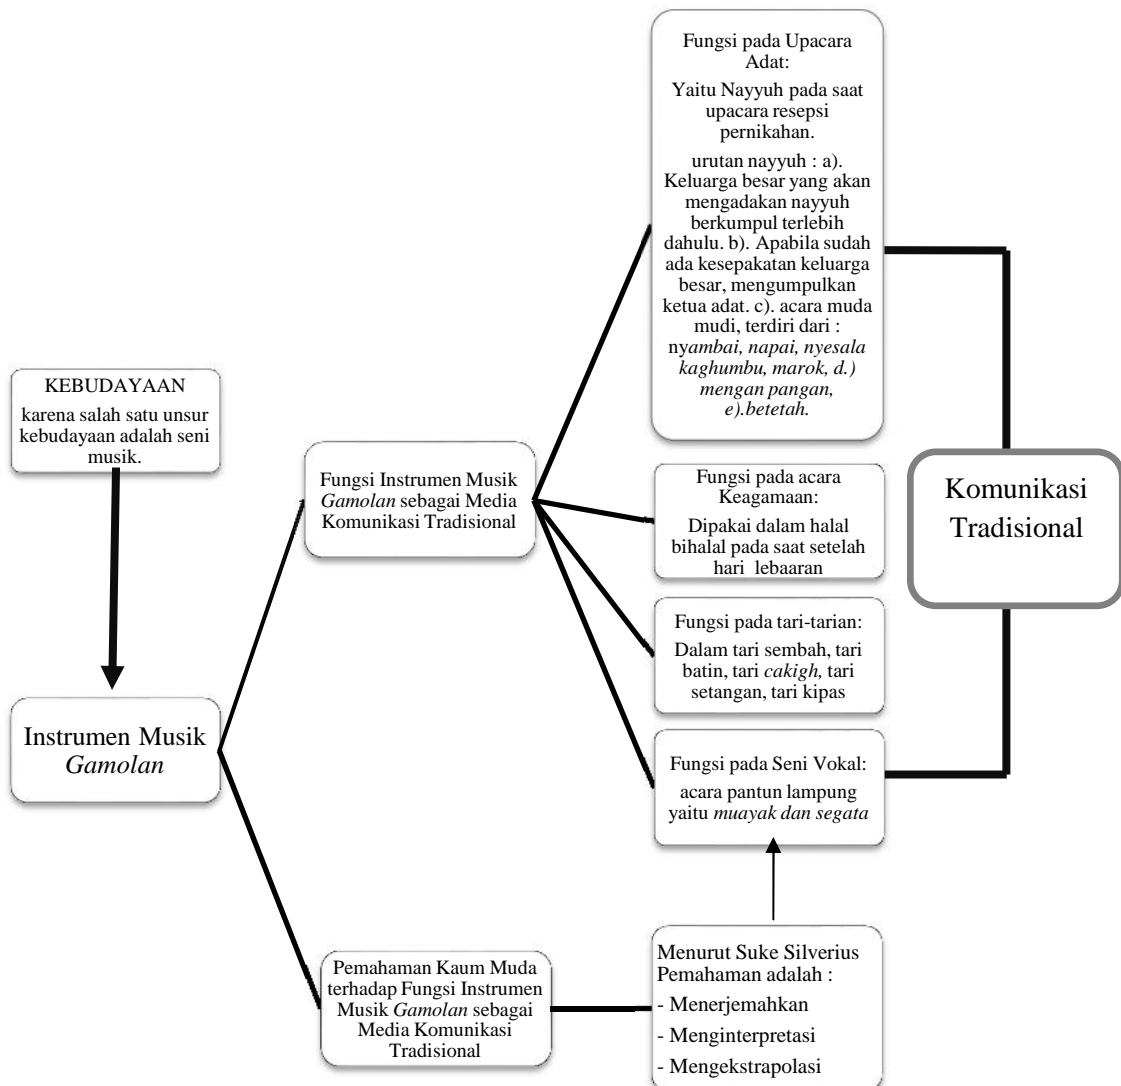 Fungsi pada Upacara
Adat:
Yaitu Nayyuh pada saat
upacara resepsi
pernikahan.
urutan nayyuh : a).
Keluarga besar yang akan
mengadakan nayyuh
berkumpul terlebih
dahulu. b). Apabila sudah
ada kesepakatan keluarga
besar, mengumpulkan
ketua adat. c). acara muda
mudi, terdiri dari :
nyambai, napai, nyesala
kaghumbu, marok, d.)
mengan pangan,
e).betetah.
KEBUDAYAAN
karena salah satu unsur
kebudayaan adalah seni
musik.
Fungsi Instrumen Musik
Gamolan sebagai Media
Komunikasi Tradisional
Fungsi pada acara
Keagamaan:
Dipakai dalam halal
bihalal pada saat setelah
hari lebaaran
Komunikasi
Tradisional
Fungsi pada tari-tarian:
Dalam tari sembah, tari
batin, tari cakigh, tari
setangan, tari kipas
Instrumen Musik
Gamolan
Fungsi pada Seni Vokal:
acara pantun lampung
yaitu muayak dan segata
Pemahaman Kaum Muda
terhadap Fungsi Instrumen
Musik Gamolan sebagai
Media Komunikasi
Tradisional
Menurut Suke Silverius
Pemahaman adalah :
- Menerjemahkan
- Menginterpretasi
- Mengekstrapolasi